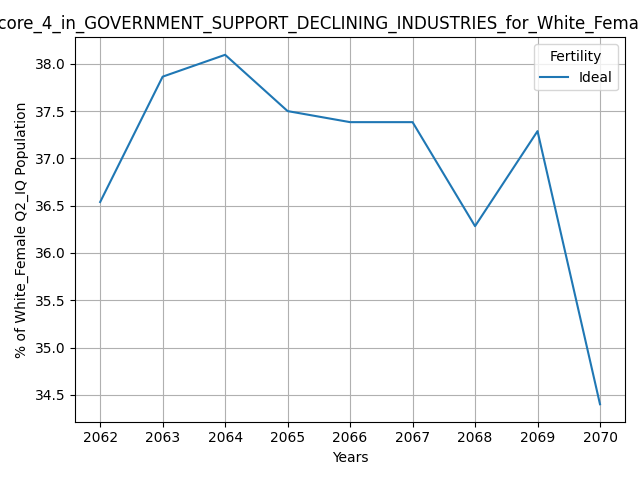 core_4_in_GOVERNMENT_SUPPORT_DECLINING_INDUSTRIES_for_White_Fema
Fertility
Ideal
38.0
37.5
37.0
36.5
36.0
35.5
35.0
34.5
% of White_Female Q2_IQ Population
2062 2063 2064 2065 2066 2067 2068 2069 2070
Years